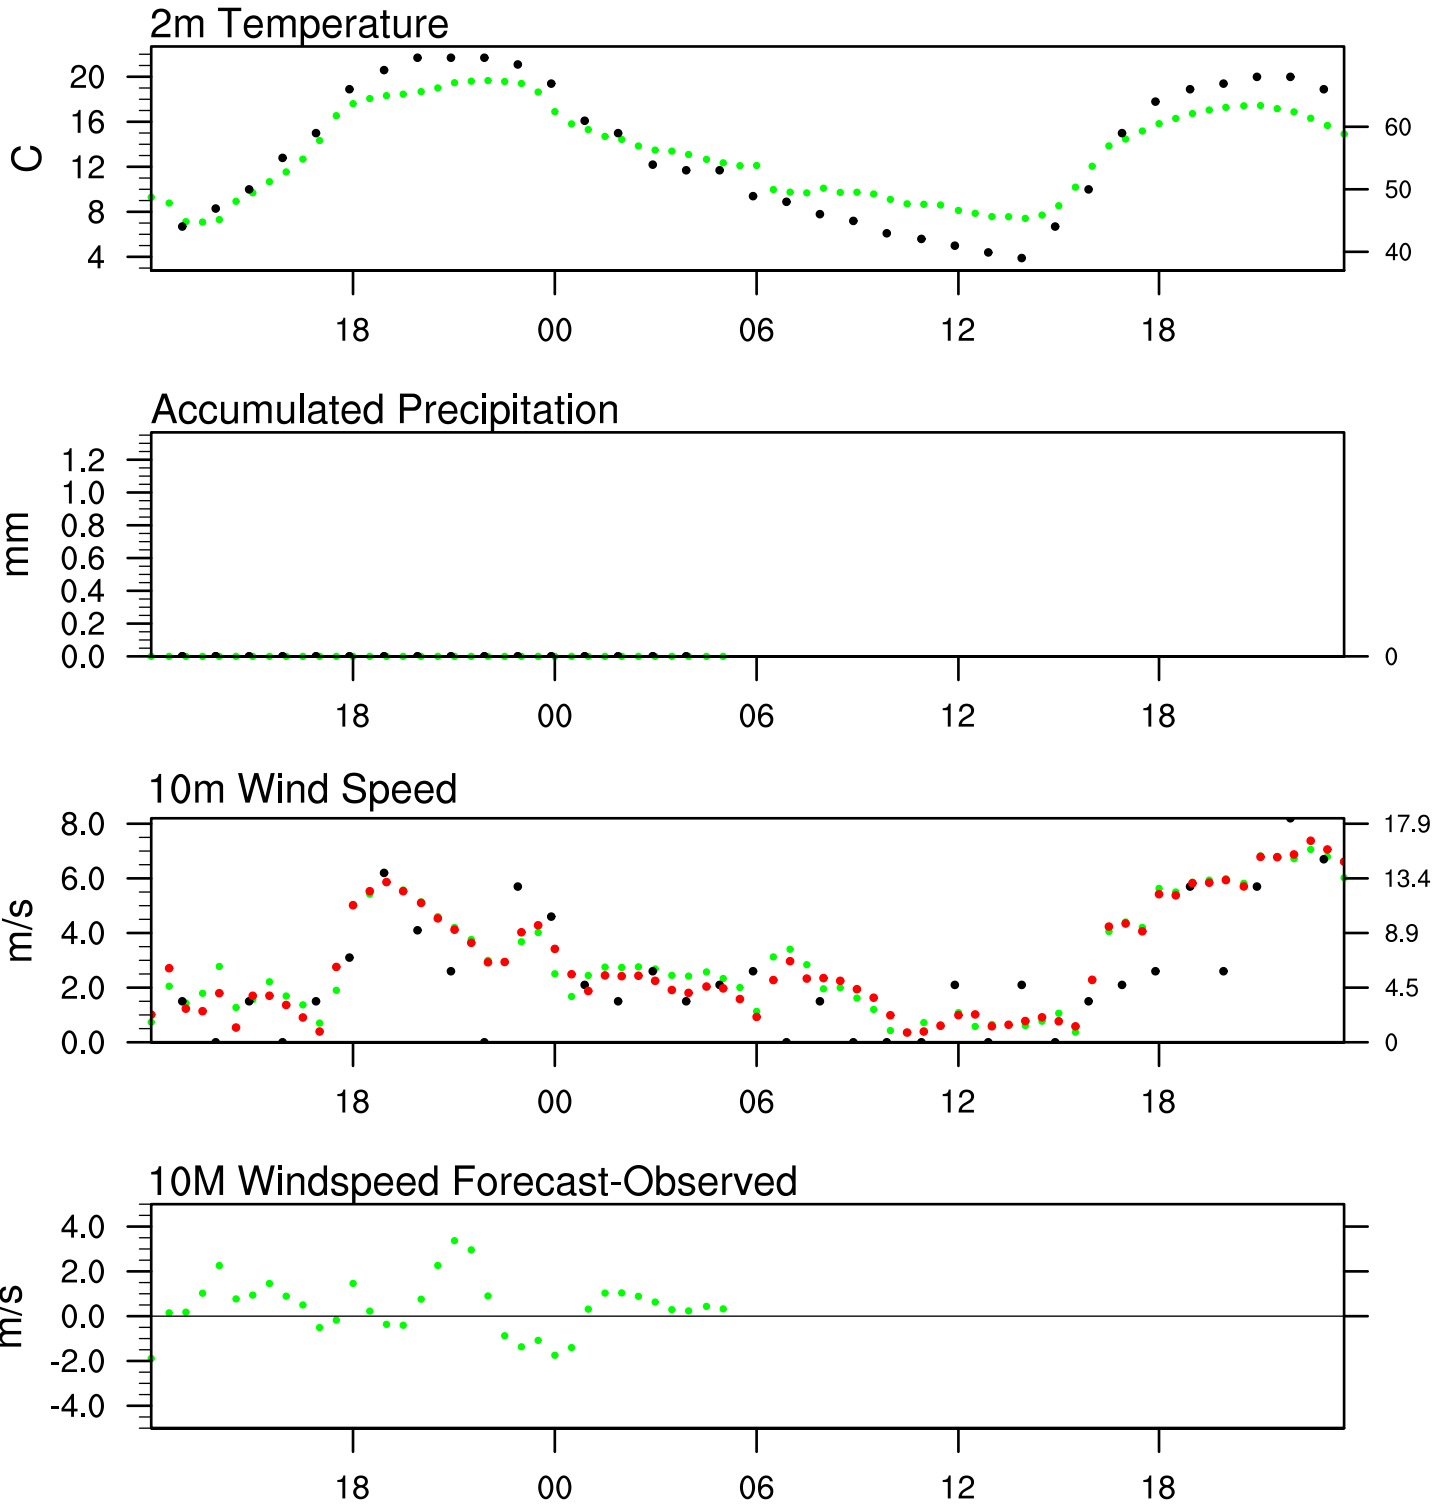 2m Temperature
20
16
12
8
4
C
60
50
40
18 00 06 12 18
Accumulated Precipitation
1.2
1.0
0.8
0.6
0.4
0.2
0.0
mm
0
18 00 06 12 18
10m Wind Speed
8.0
6.0
4.0
2.0
0.0
m/s
17.9
13.4
8.9
4.5
0
18 00 06 12 18
10M Windspeed Forecast-Observed
4.0
2.0
0.0
-2.0
-4.0
m/s
18 00 06 12 18